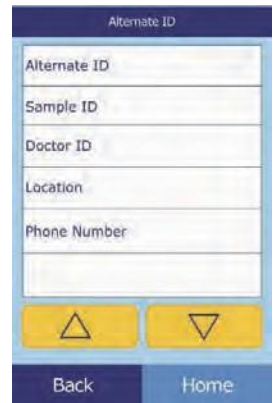 Alternate ID
Alternate ID
Sample ID
Doctor ID
Location
Phone Number
Back Home